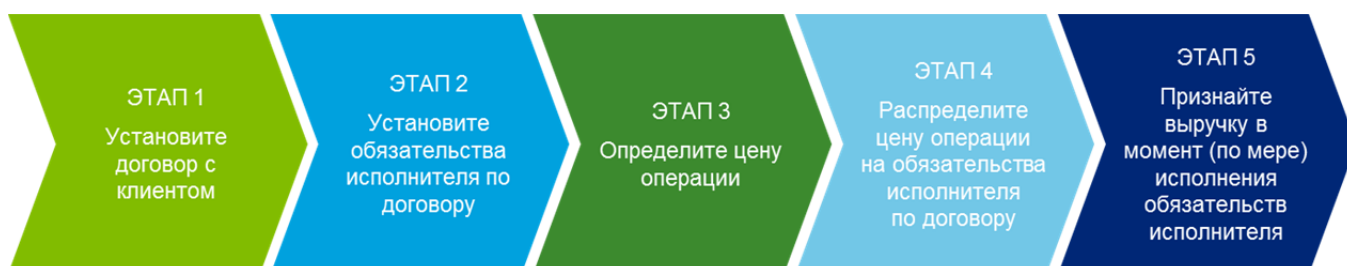 ЭТАП 1
Установите
договор с
клиентом
ЭТАП 2
Установите
обязательства
исполнителя по
договору
ЭТАП 3
Определите цену
операции
ЭТАП 4
Распределите
цену операции
на обязательства
исполнителя
по договору
ЭТАП 5
Признайте
выручку в
момент (по мере)
исполнения
обязательств
исполнителя